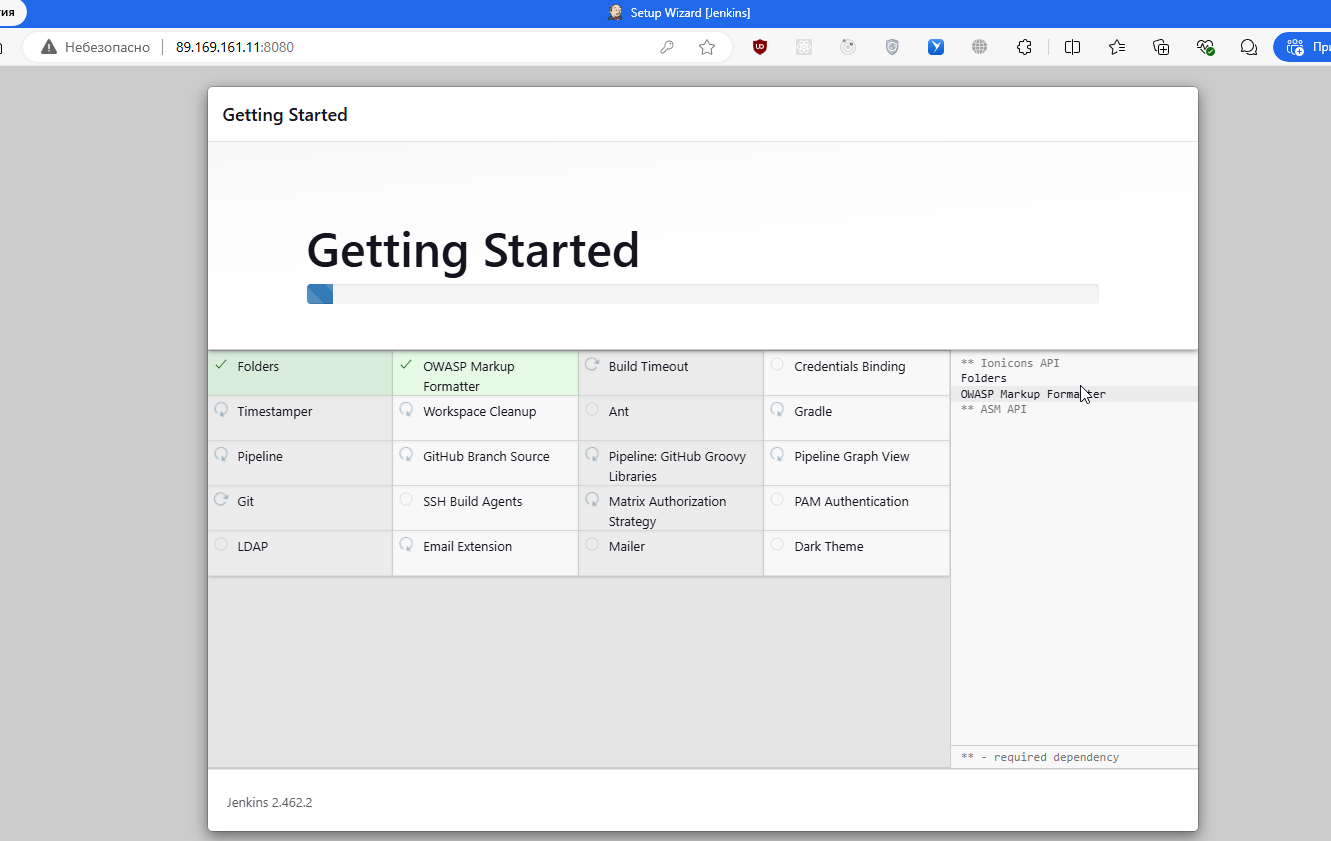 ия
Setup Wizard [Jenkins]
Небезопасно
89.169.161.11:8080
При
Getting Started
Getting Started
Folders
OWASP Markup
Formatter
Build Timeout
Credentials Binding
Timestamper
Workspace Cleanup
Ant
Gradle
Pipeline
GitHub Branch Source
Pipeline: GitHub Groovy
Libraries
Pipeline Graph View
Git
SSH Build Agents
Matrix Authorization
Strategy
PAM Authentication
LDAP
Email Extension
Mailer
Dark Theme
** Ionicons API
Folders
OWASP Markup Formatter
** ASM API
** - required dependency
Jenkins 2.462.2